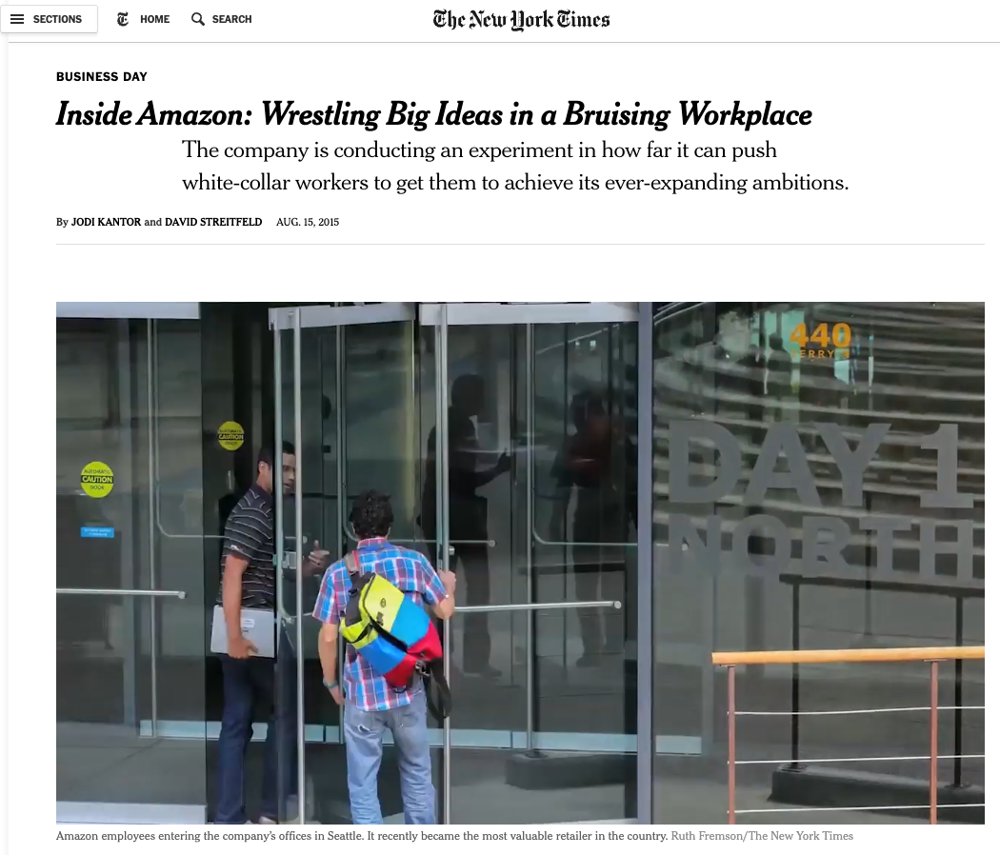 SECTIONS HOME SEARCH The New York Times
BUSINESS DAY
Inside Amazon: Wrestling Big Ideas in a Bruising Workplace
The company is conducting an experiment in how far it can push
white-collar workers to get them to achieve its ever-expanding ambitions.
By JODI KANTOR and DAVID STREITFELD AUG. 15, 2015
440
TERRY
AUTOMATIC
CAUTION
DOOR
AUTOMATIC
CAUTION
DOOR
DAY 1
NORTH
Amazon employees entering the company's offices in Seattle. It recently became the most valuable retailer in the country. Ruth Fremson/The New York Times